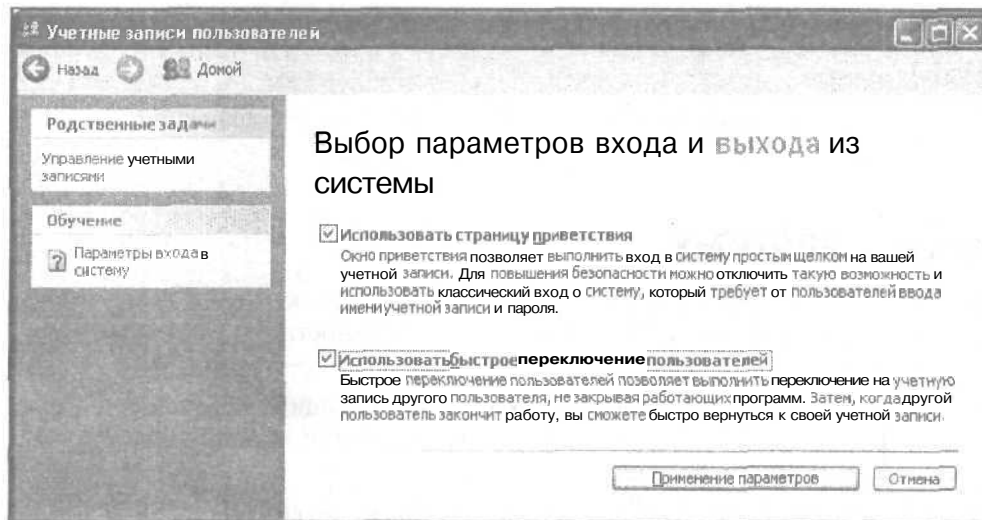 Учетные записи пользователей
Назад Домой
Родственные задачи
Управление учетными
записями
Обучение
Параметры входа в
систему
Выбор параметров входа и выхода из
системы
Использовать страницу приветствия
Окно приветствия позволяет выполнить вход в систему простым щелком на вашей
учетной записи. Для повышения безопасности можно отключить такую возможность и
использовать классический вход о систему, который требует от пользователей ввода
имени учетной записи и пароля.
Использовать быстрое переключение пользователей
Быстрое переключение пользователей позволяет выполнить переключение на учетную
запись другого пользователя, не закрывая работающих программ. Затем, когда другой
пользователь закончит работу, вы сможете быстро вернуться к своей учетной записи.
Применение параметров Отмена